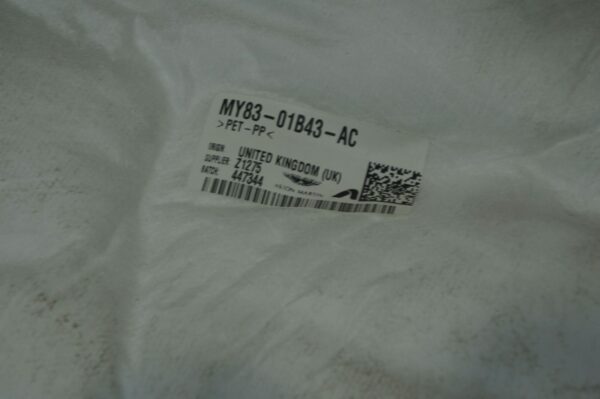 MY83-01B43-AC
>PET-PP<
ORIGIN: UNITED KINGDOM (UK)
SUPPLIER: Z1275
BATCH: 447344
ASTON MARTIN